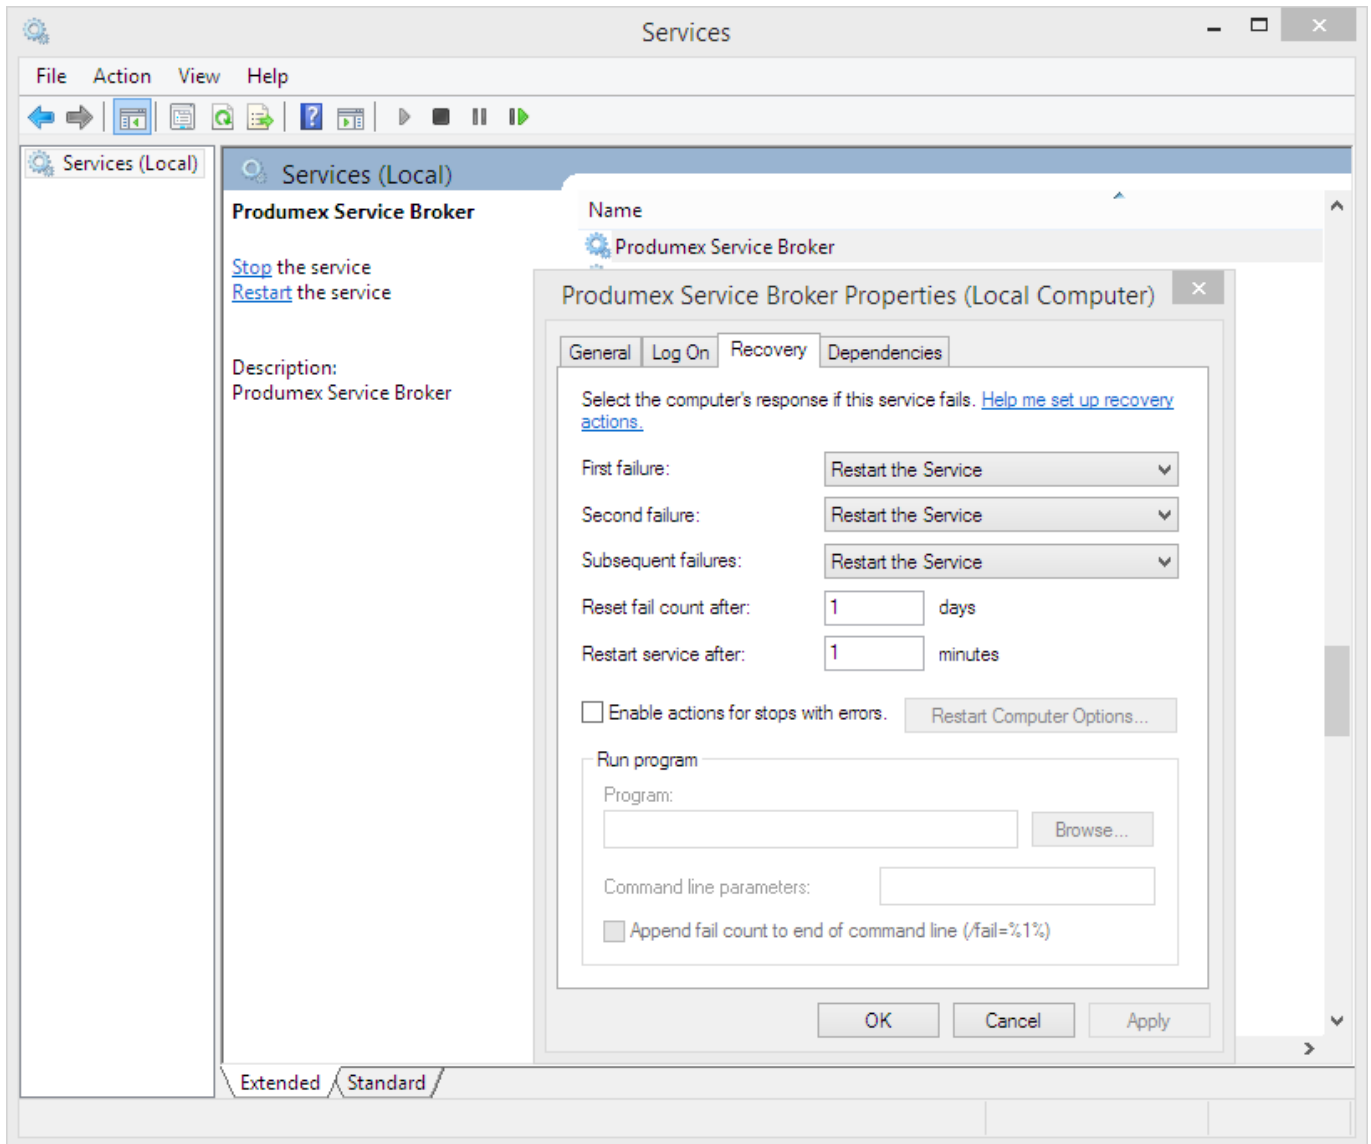 Services
File Action View Help
Services (Local)
Services (Local)
Produmex Service Broker
Stop the service
Restart the service
Description:
Produmex Service Broker
Name
Produmex Service Broker
Produmex Service Broker Properties (Local Computer)
General Log On Recovery Dependencies
Select the computer's response if this service fails. Help me set up recovery
actions.
First failure: Restart the Service
Second failure: Restart the Service
Subsequent failures: Restart the Service
Reset fail count after: 1 days
Restart service after: 1 minutes
Enable actions for stops with errors. Restart Computer Options...
Run program
Program:
Browse...
Command line parameters:
Append fail count to end of command line (/fail=%1%)
OK Cancel Apply
Extended Standard